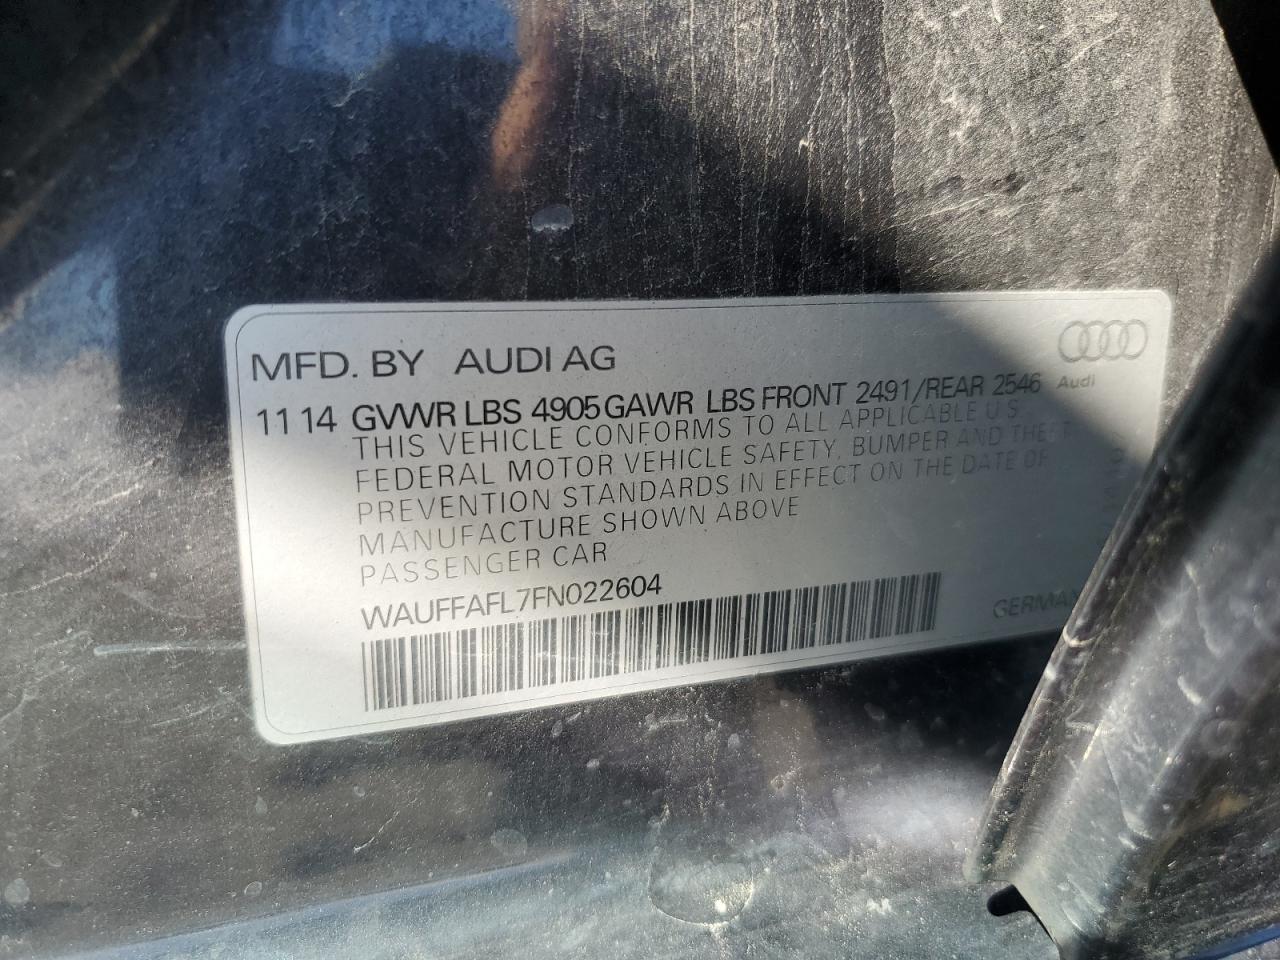 MFD. BY AUDI AG
Audi
11 14 GVWR LBS 4905 GAWR LBS FRONT 2491/REAR 2546
THIS VEHICLE CONFORMS TO ALL APPLICABLE U S
FEDERAL MOTOR VEHICLE SAFETY, BUMPER AND THEFT
PREVENTION STANDARDS IN EFFECT ON THE DATE OF
MANUFACTURE SHOWN ABOVE
PASSENGER CAR
WAUFFAFL7FN022604